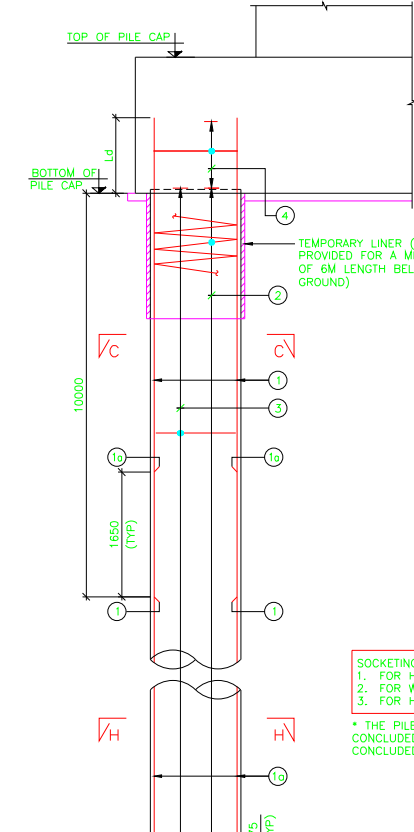 TOP OF PILE CAP
Ld
BOTTOM OF
PILE CAP
4
TEMPORARY LINER (
PROVIDED FOR A M
OF 6M LENGTH BEL
GROUND)
2
C
C
1
10000
3
1a
1a
1650
(TYP)
1
1
SOCKETING
1. FOR H
2. FOR W
3. FOR H
* THE PILE
CONCLUDED
CONCLUDED
H
H
1a
75
YP)